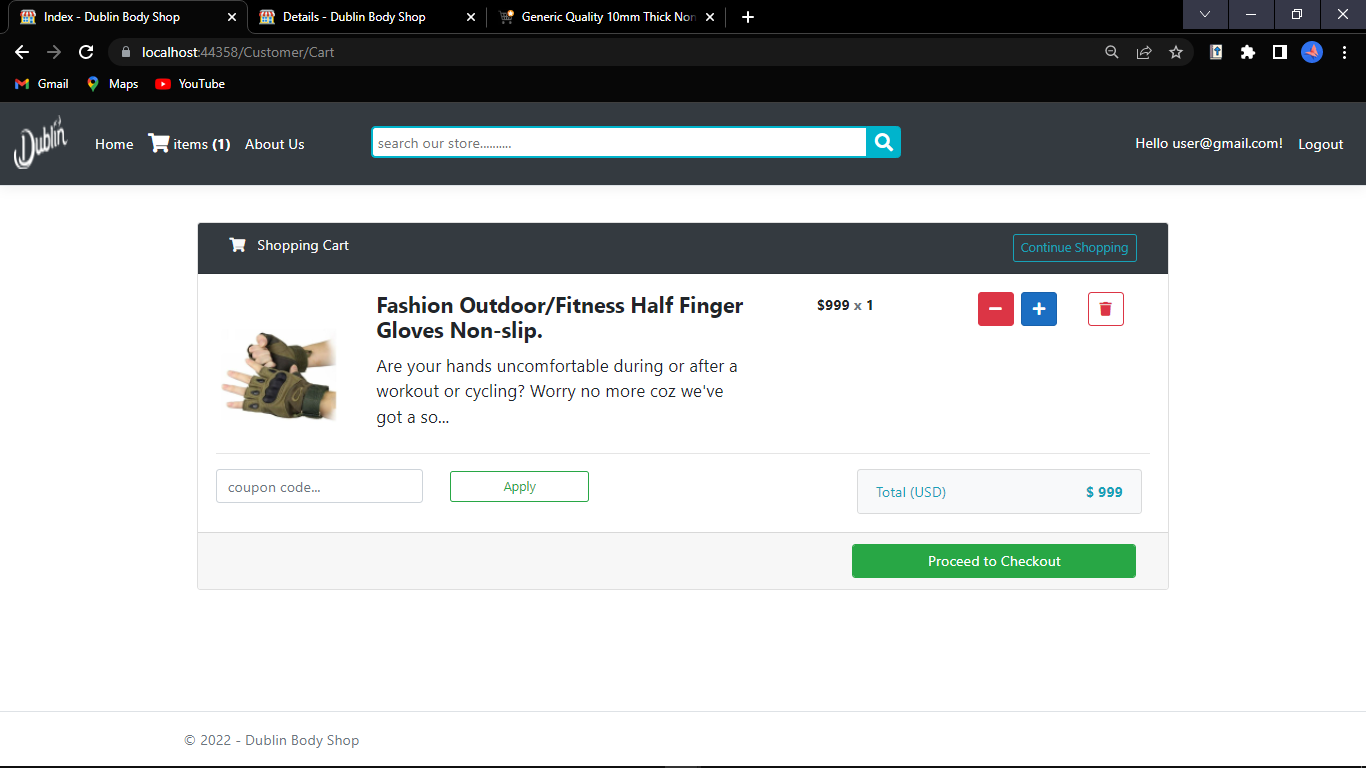 Index - Dublin Body Shop
Details - Dublin Body Shop
Generic Quality 10mm Thick Non
localhost:44358/Customer/Cart
Gmail
Maps
YouTube
Dublin
Home
items (1)
About Us
search our store..........
Hello user@gmail.com!
Logout
Shopping Cart
Continue Shopping
Fashion Outdoor/Fitness Half Finger
Gloves Non-slip.
$999 x 1
Are your hands uncomfortable during or after a
workout or cycling? Worry no more coz we've
got a so...
coupon code...
Apply
Total (USD)
$ 999
Proceed to Checkout
© 2022 - Dublin Body Shop